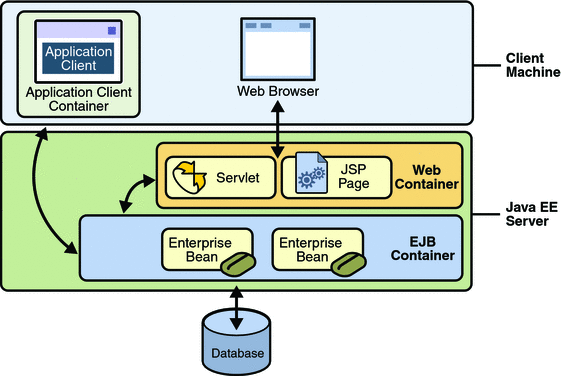 Application
Client
Application Client
Container
Web Browser
Client
Machine
Servlet
JSP
Page
Web
Container
Java EE
Server
EJB
Container
Enterprise
Bean
Enterprise
Bean
Database